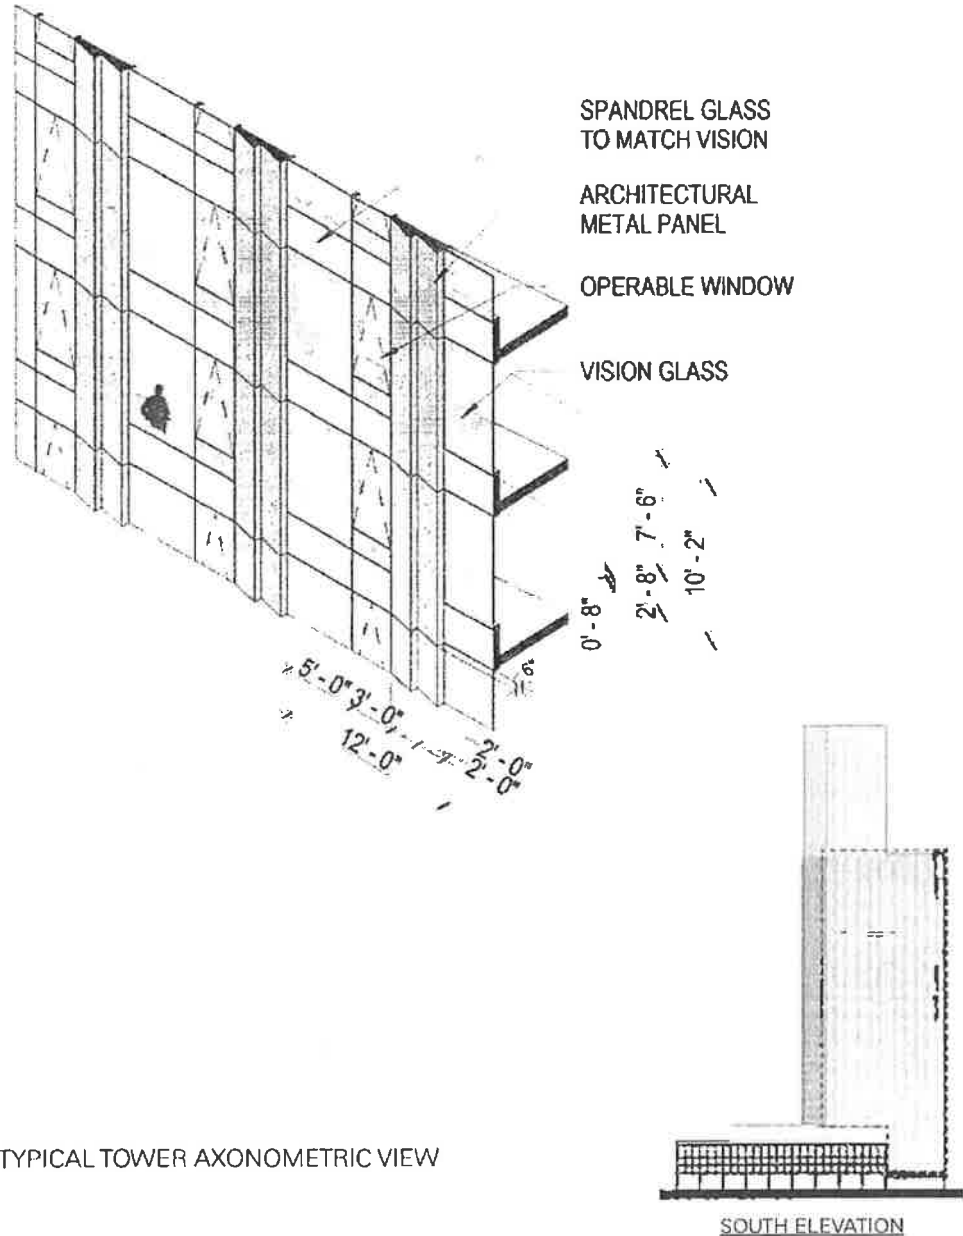 SPANDREL GLASS
TO MATCH VISION
ARCHITECTURAL
METAL PANEL
OPERABLE WINDOW
VISION GLASS
7'-6"
2'-8"
10'-2"
0'-8"
6"
5'-0" 3'-0"
12'-0"
2'-0"
2'-0"
TYPICAL TOWER AXONOMETRIC VIEW
SOUTH ELEVATION